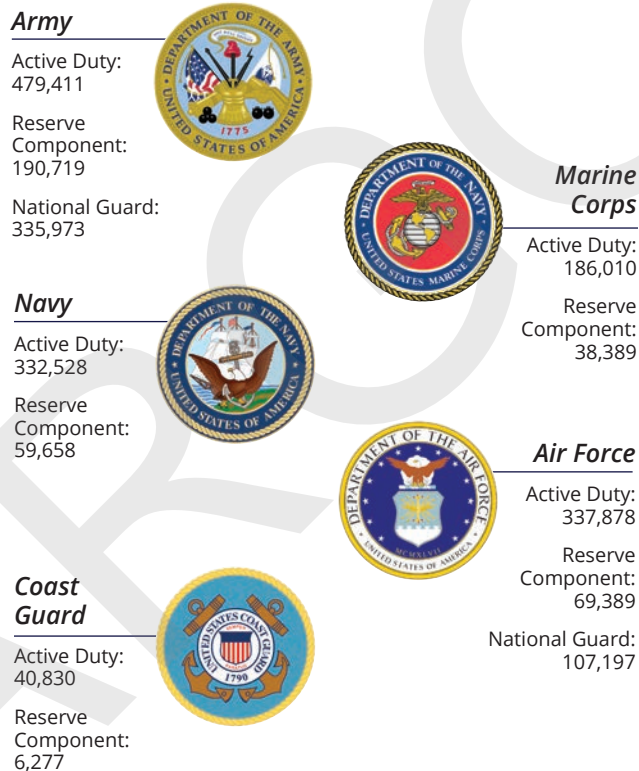 Army
Active Duty:
479,411
Reserve
Component:
190,719
National Guard:
335,973
DEPARTMENT OF THE ARMY
UNITED STATES OF AMERICA
1775
Marine
Corps
Active Duty:
186,010
Reserve
Component:
38,389
DEPARTMENT OF THE NAVY
UNITED STATES MARINE CORPS
Navy
Active Duty:
332,528
Reserve
Component:
59,658
DEPARTMENT OF THE NAVY
UNITED STATES OF AMERICA
Air Force
Active Duty:
337,878
Reserve
Component:
69,389
National Guard:
107,197
DEPARTMENT OF THE AIR FORCE
UNITED STATES OF AMERICA
MCMXLVII
Coast
Guard
Active Duty:
40,830
Reserve
Component:
6,277
UNITED STATES COAST GUARD
1790